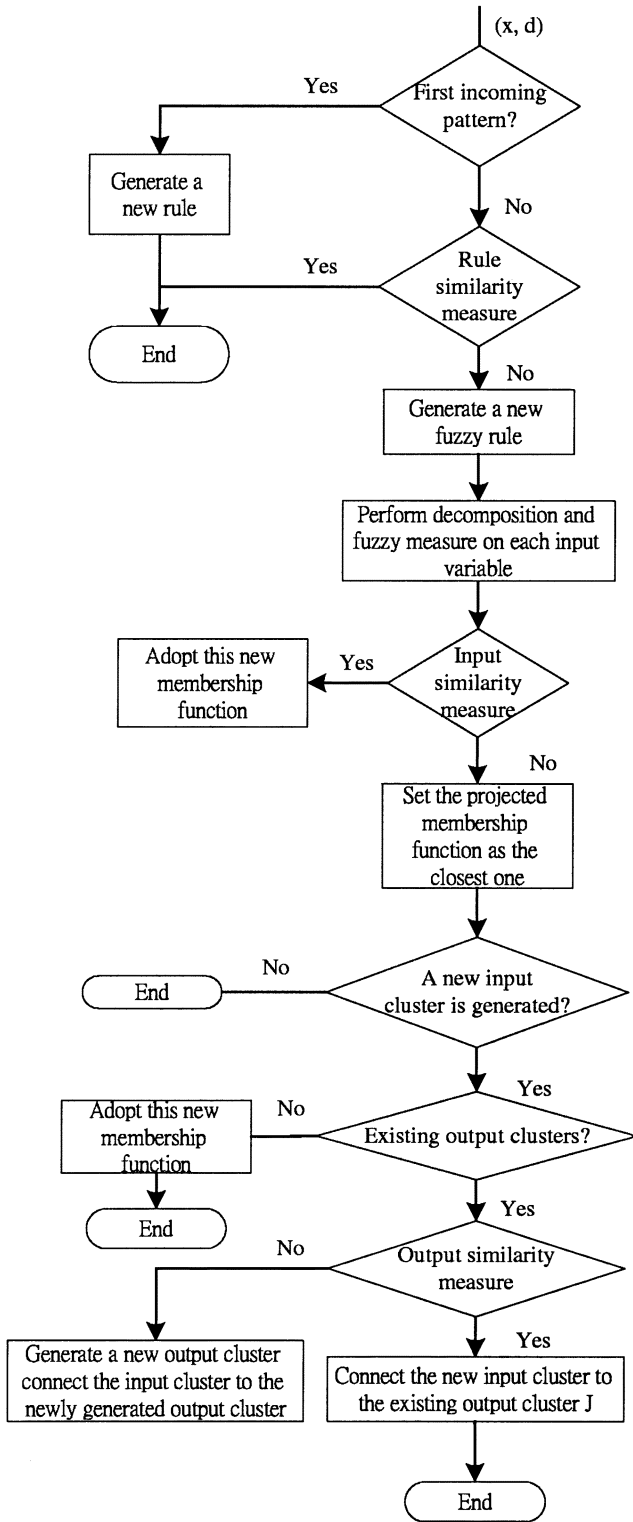 (x, d)
Yes
First incoming
pattern?
Generate a
new rule
No
Yes
Rule
similarity
measure
End
No
Generate a new
fuzzy rule
Perform decomposition and
fuzzy measure on each input
variable
Adopt this new
membership
function
Yes
Input
similarity
measure
No
Set the projected
membership
function as the
closest one
No
End
A new input
cluster is generated?
Yes
No
Adopt this new
membership
function
Existing output clusters?
End
Yes
No
Output similarity
measure
Yes
Generate a new output cluster
connect the input cluster to the
newly generated output cluster
Connect the new input cluster to
the existing output cluster J
End